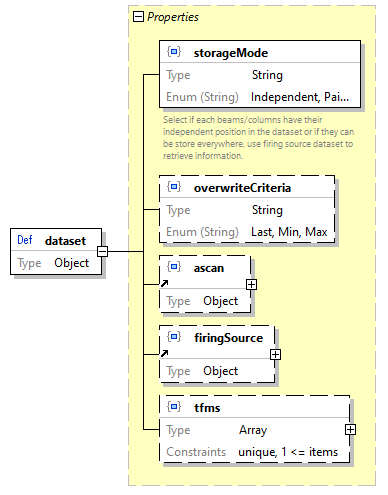 Properties
storageMode
Type String
Enum (String) Independent, Pai...
Select if each beams/columns have their
independent position in the dataset or if they can
be store everywhere, use firing source dataset to
retrieve information.
overwriteCriteria
Type String
Enum (String) Last, Min, Max
Def dataset
Type Object
ascan
Type Object
firingSource
Type Object
tfms
Type Array
Constraints unique, 1 <= items